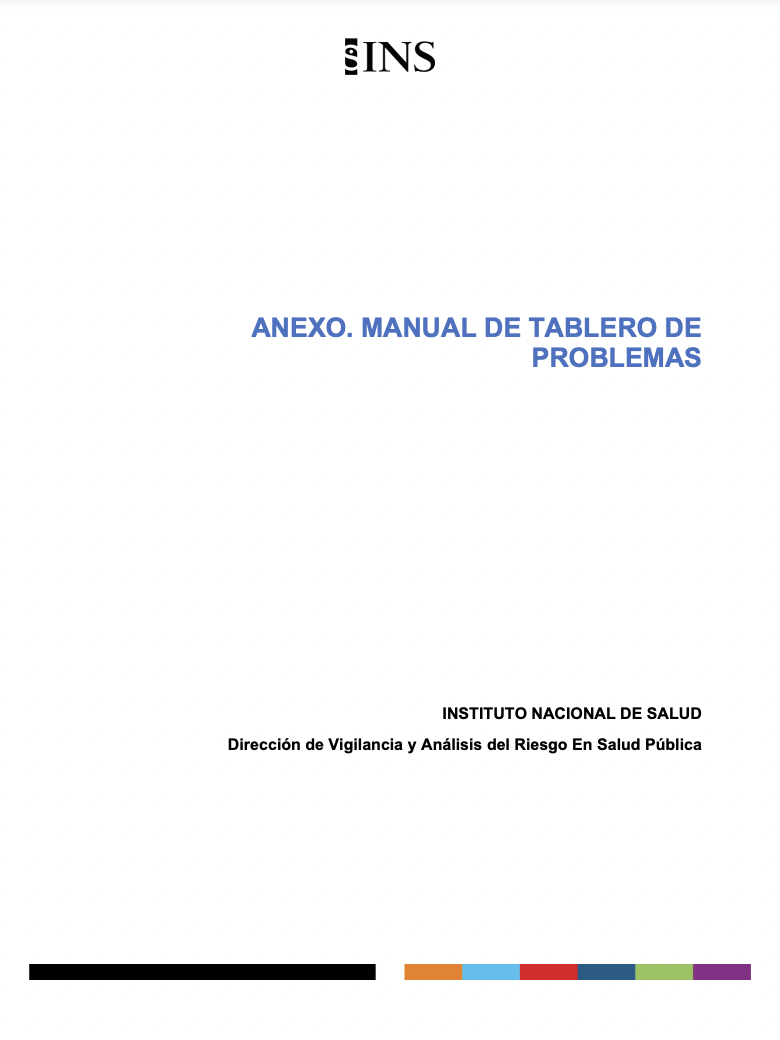 INS
ANEXO. MANUAL DE TABLERO DE
PROBLEMAS
INSTITUTO NACIONAL DE SALUD
Dirección de Vigilancia y Análisis del Riesgo En Salud Pública